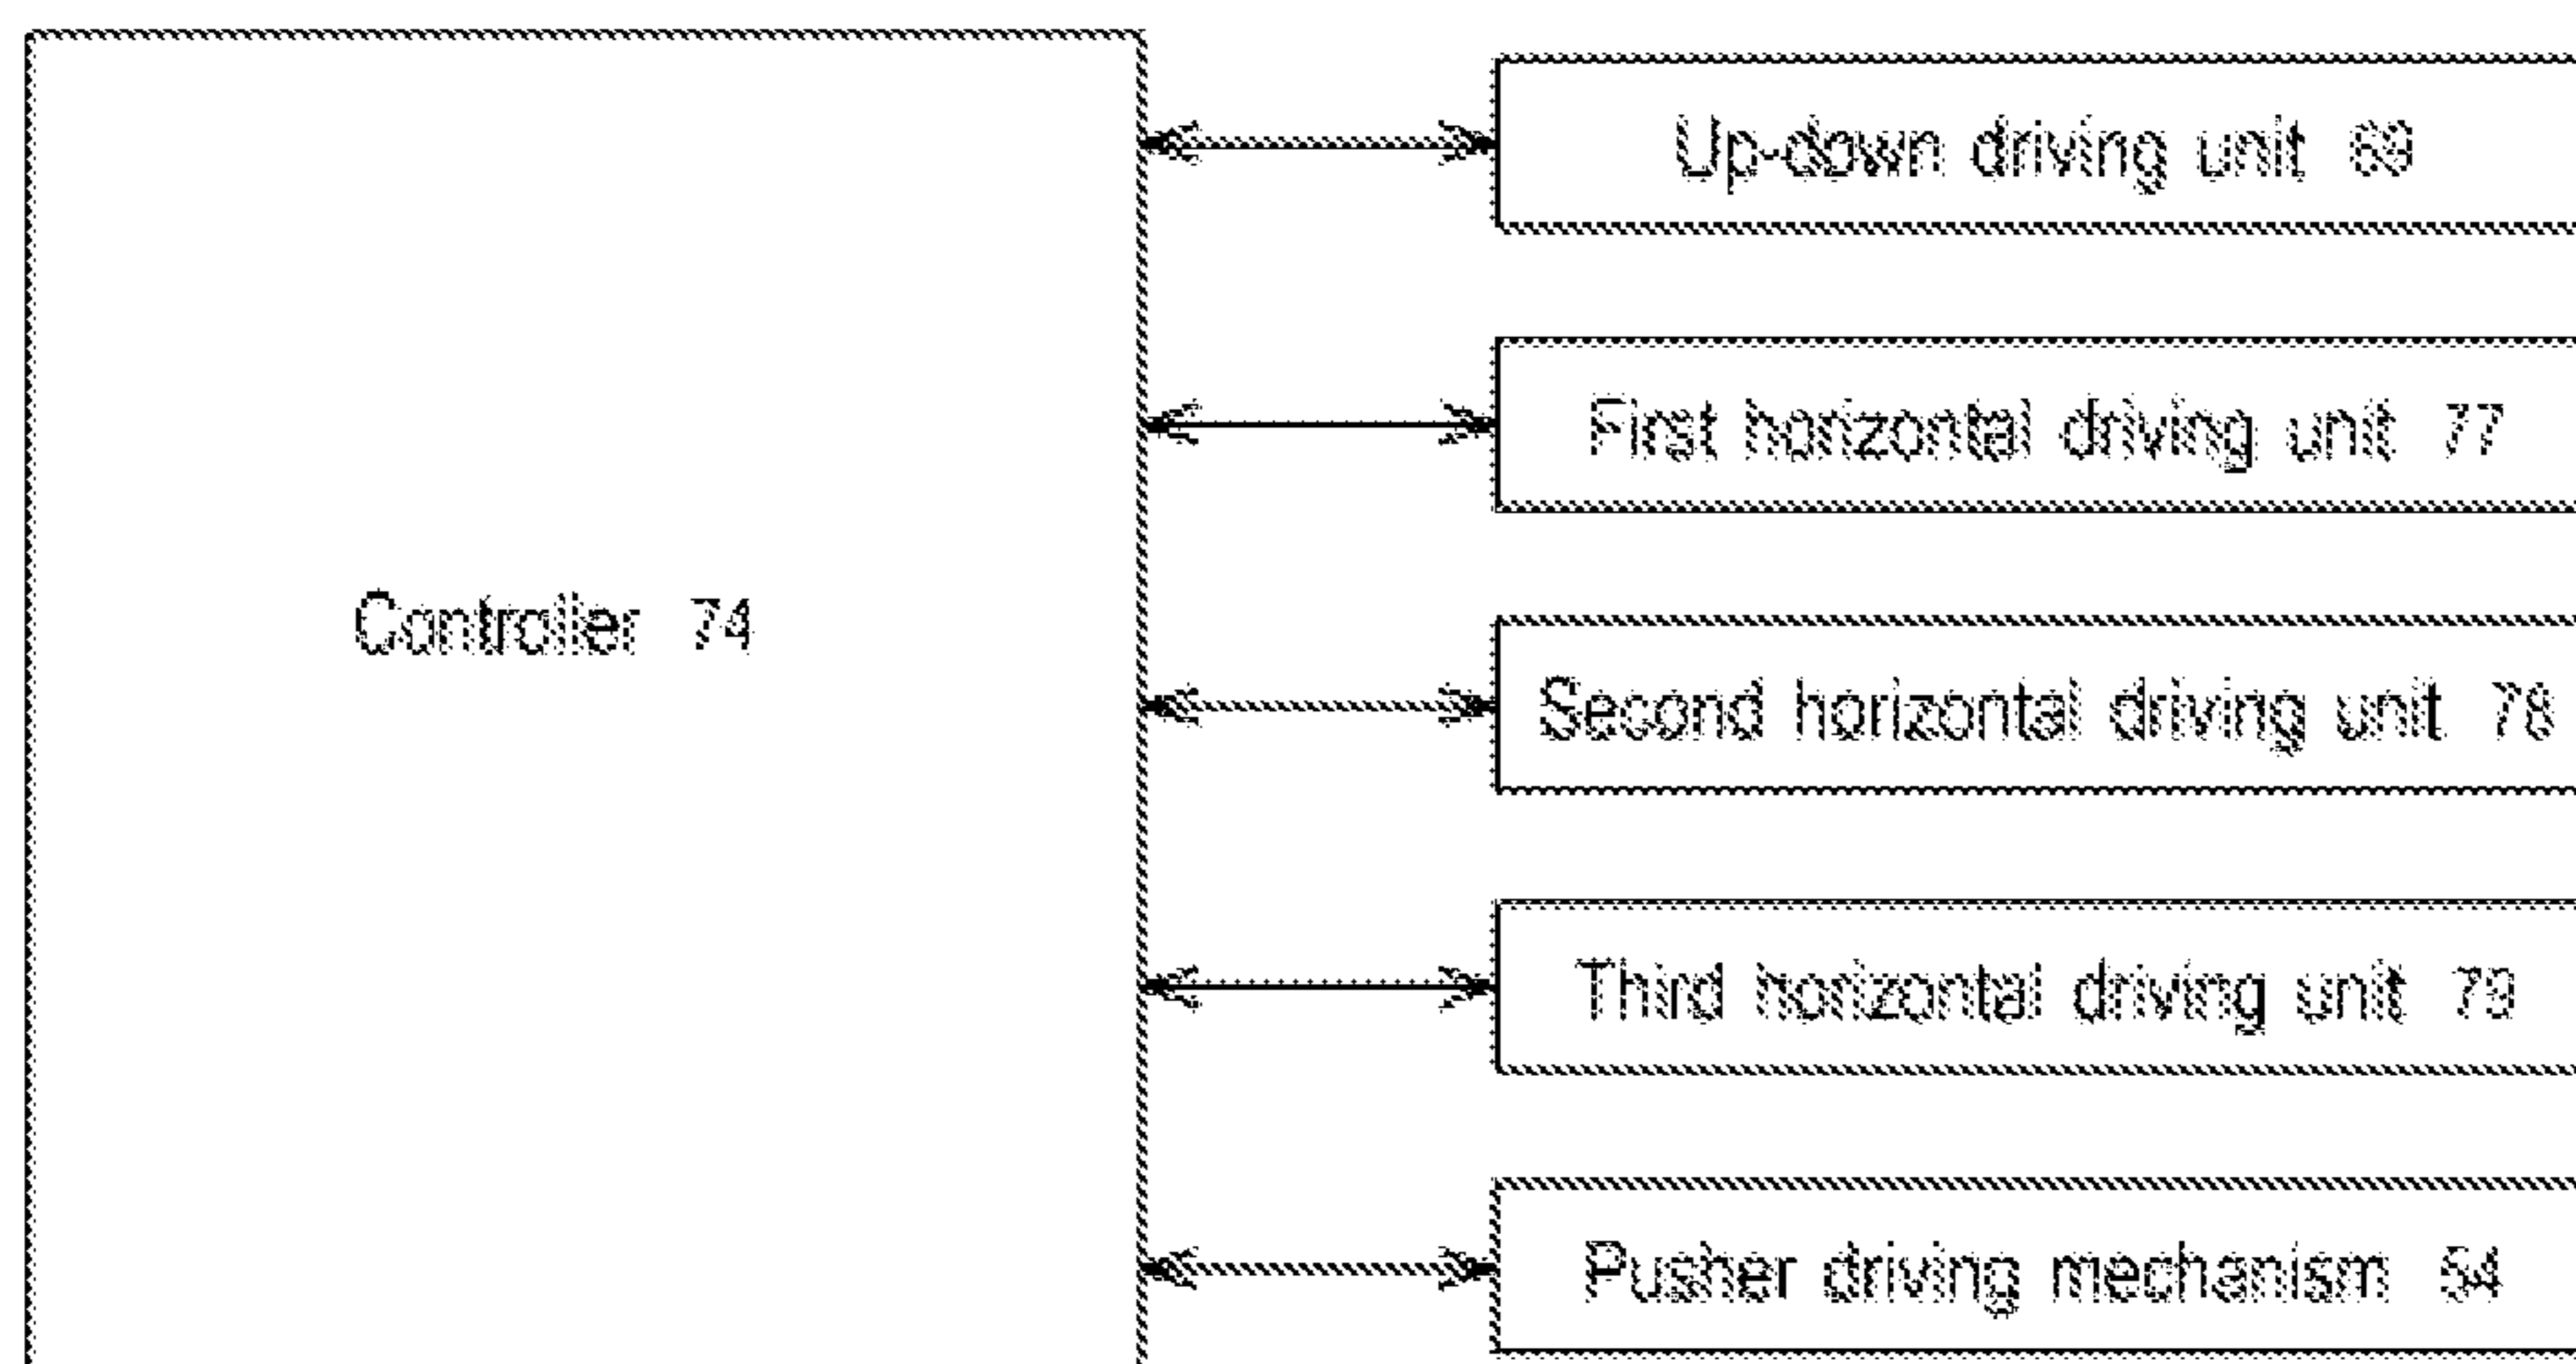 Up-down driving unit 69
First horizontal driving unit 77
Controller 74
Second horizontal driving unit 78
Third horizontal driving unit 79
Pusher driving mechanism 54